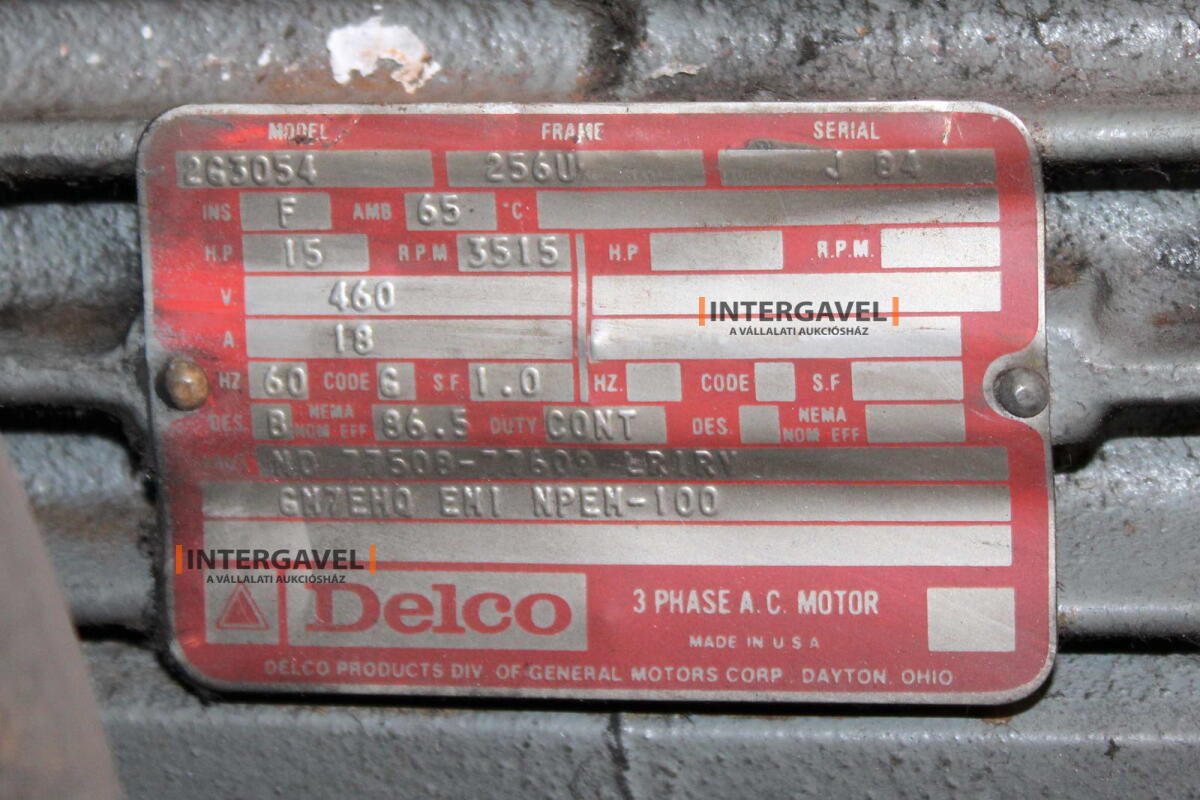 MODEL FRAME SERIAL
2G3054 256U J 84
INS F AMB 65 °C
H.P 15 R.P.M 3515 H.P R.P.M.
V. 460
INTERGAVEL
A VÁLLALATI AUKCIÓSHÁZ
A 18
HZ 60 CODE G S.F. 1.0 HZ. CODE S.F
DES. B NEMA NOM EFF 86.5 DUTY CONT DES. NEMA NOM EFF
GM7EHQ EM1 NPEM-100
INTERGAVEL
A VÁLLALATI AUKCIÓSHÁZ
Delco 3 PHASE A.C. MOTOR
MADE IN U S A
DELCO PRODUCTS DIV. OF GENERAL MOTORS CORP. DAYTON, OHIO